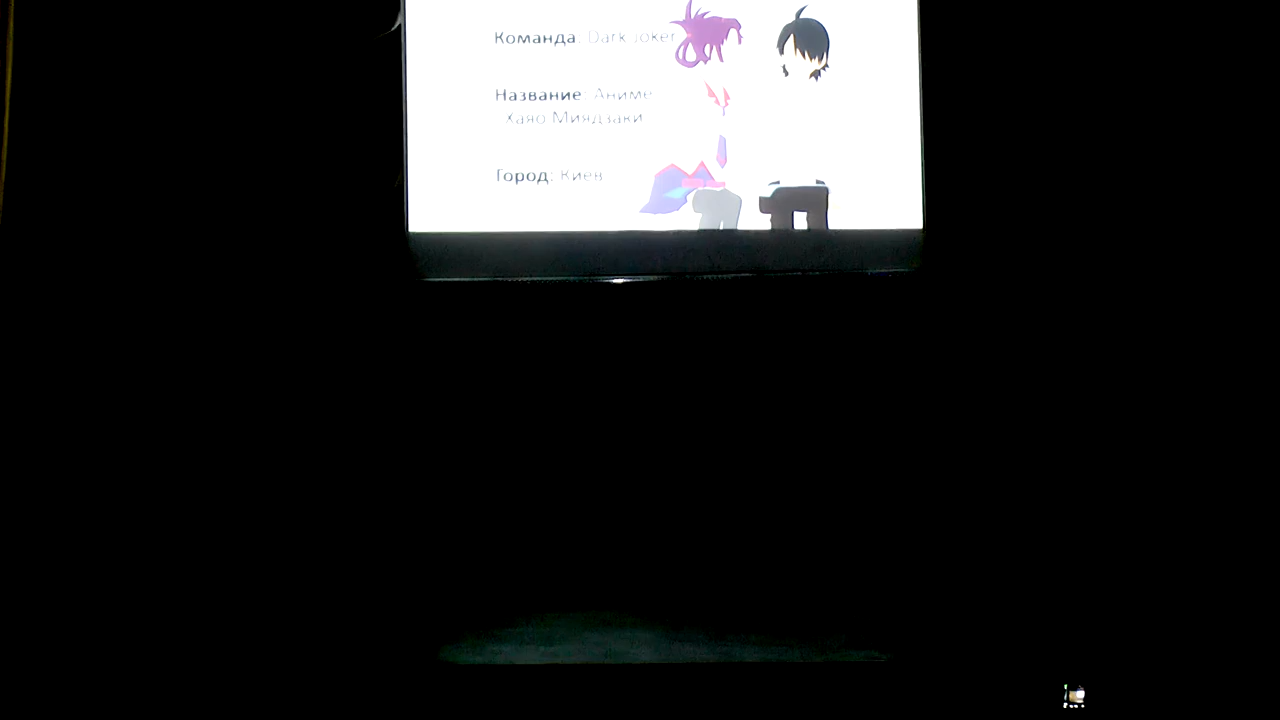 Команда: Dark Joker
Название: Аниме
Хаяо Миядзаки
Город: Киев